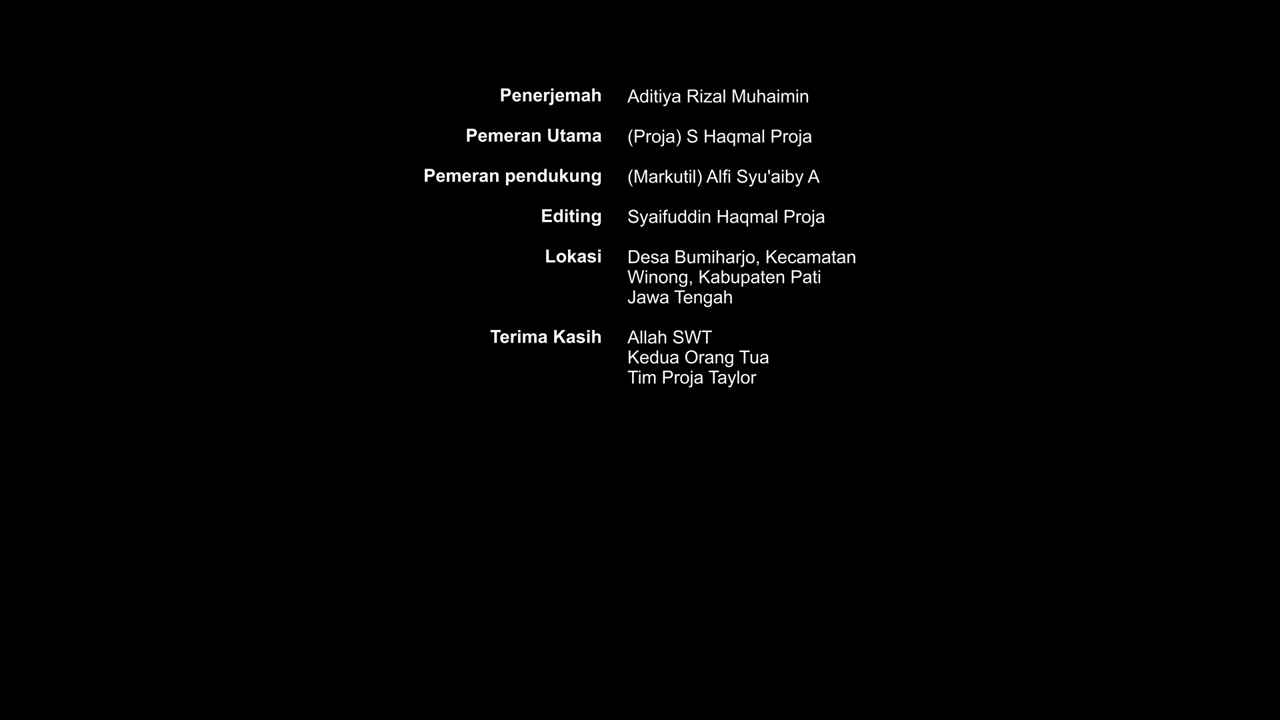 Penerjemah Aditiya Rizal Muhaimin
Pemeran Utama (Proja) S Haqmal Proja
Pemeran pendukung (Markutil) Alfi Syu'aiby A
Editing Syaifuddin Haqmal Proja
Lokasi Desa Bumiharjo, Kecamatan
Winong, Kabupaten Pati
Jawa Tengah
Terima Kasih Allah SWT
Kedua Orang Tua
Tim Proja Taylor